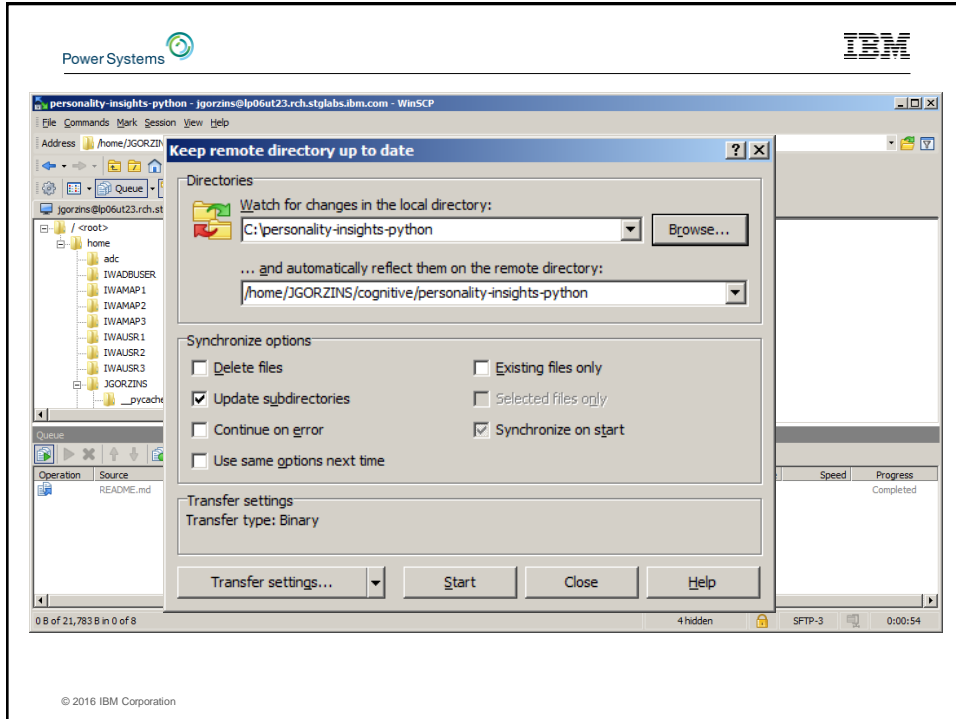 Power Systems
IBM
personality-insights-python - jgorzins@lp06ut23.rch.stglabs.ibm.com - WinSCP
File Commands Mark Session View Help
Address /home/JGORZIN
Queue
jgorzins@lp06ut23.rch.st
/ <root>
home
adc
IWADBUSER
IWAMAP1
IWAMAP2
IWAMAP3
IWAUSR1
IWAUSR2
IWAUSR3
JGORZINS
__pycache
Keep remote directory up to date
Directories
Watch for changes in the local directory:
C:\personality-insights-python
Browse...
... and automatically reflect them on the remote directory:
/home/JGORZINS/cognitive/personality-insights-python
Synchronize options
Delete files
Existing files only
Update subdirectories
Selected files only
Continue on error
Synchronize on start
Use same options next time
Transfer settings
Transfer type: Binary
Transfer settings...
Start
Close
Help
Queue
Operation Source
Speed Progress
README.md
Completed
0 B of 21,783 B in 0 of 8
4 hidden
SFTP-3
0:00:54
© 2016 IBM Corporation